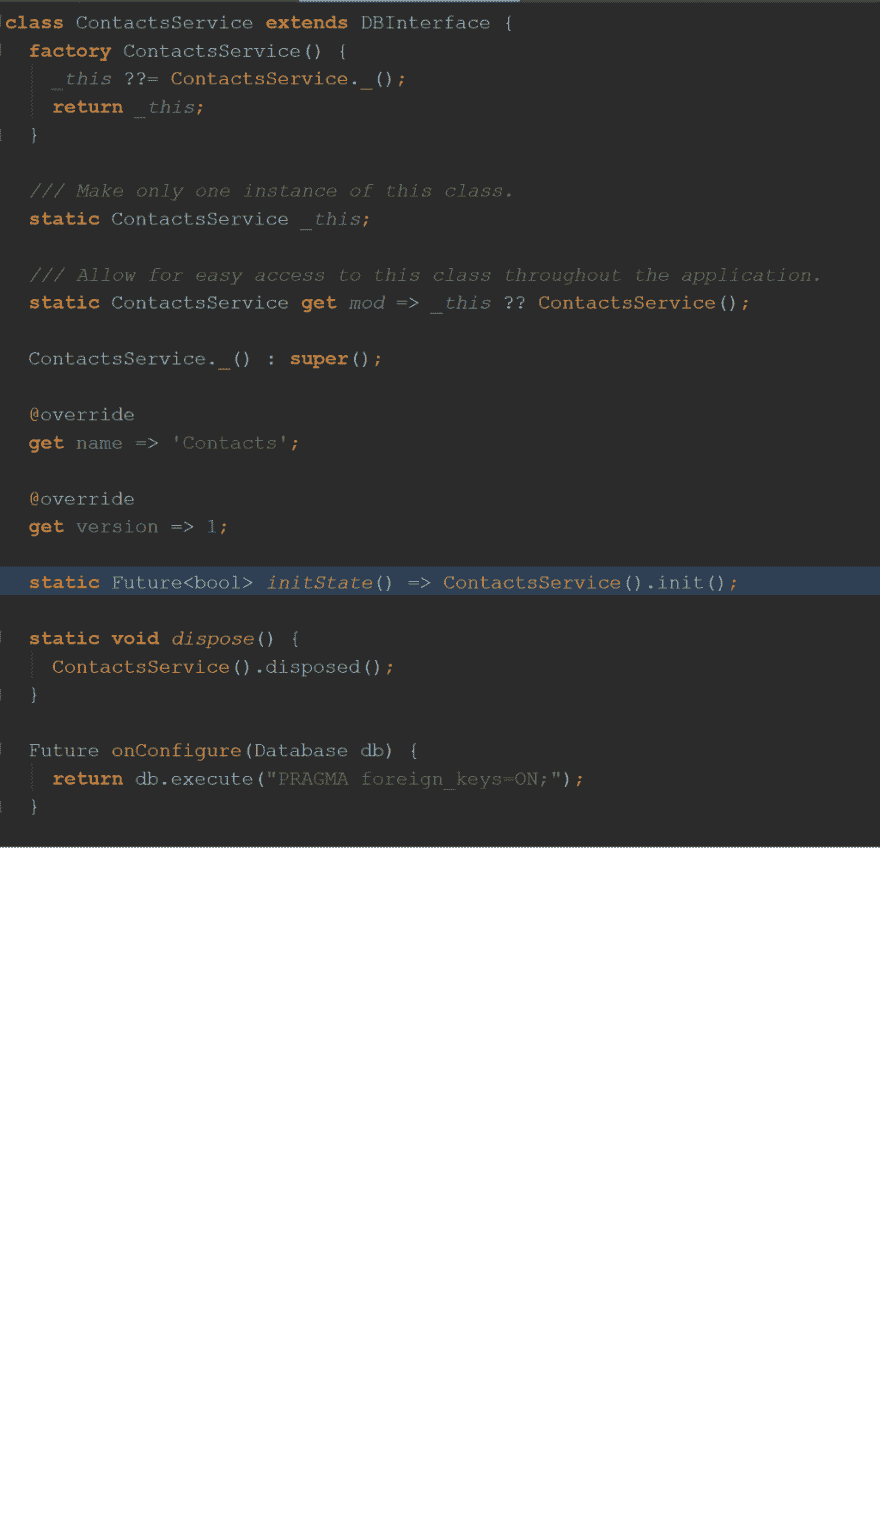 class ContactsService extends DBInterface {
factory ContactsService() {
_this ??= ContactsService._();
return _this;
}
/// Make only one instance of this class.
static ContactsService _this;
/// Allow for easy access to this class throughout the application.
static ContactsService get mod => _this ?? ContactsService();
ContactsService._() : super();
@override
get name => 'Contacts';
@override
get version => 1;
static Future<bool> initState() => ContactsService().init();
static void dispose() {
ContactsService().disposed();
}
Future onConfigure(Database db) {
return db.execute("PRAGMA foreign_keys=ON;");
}